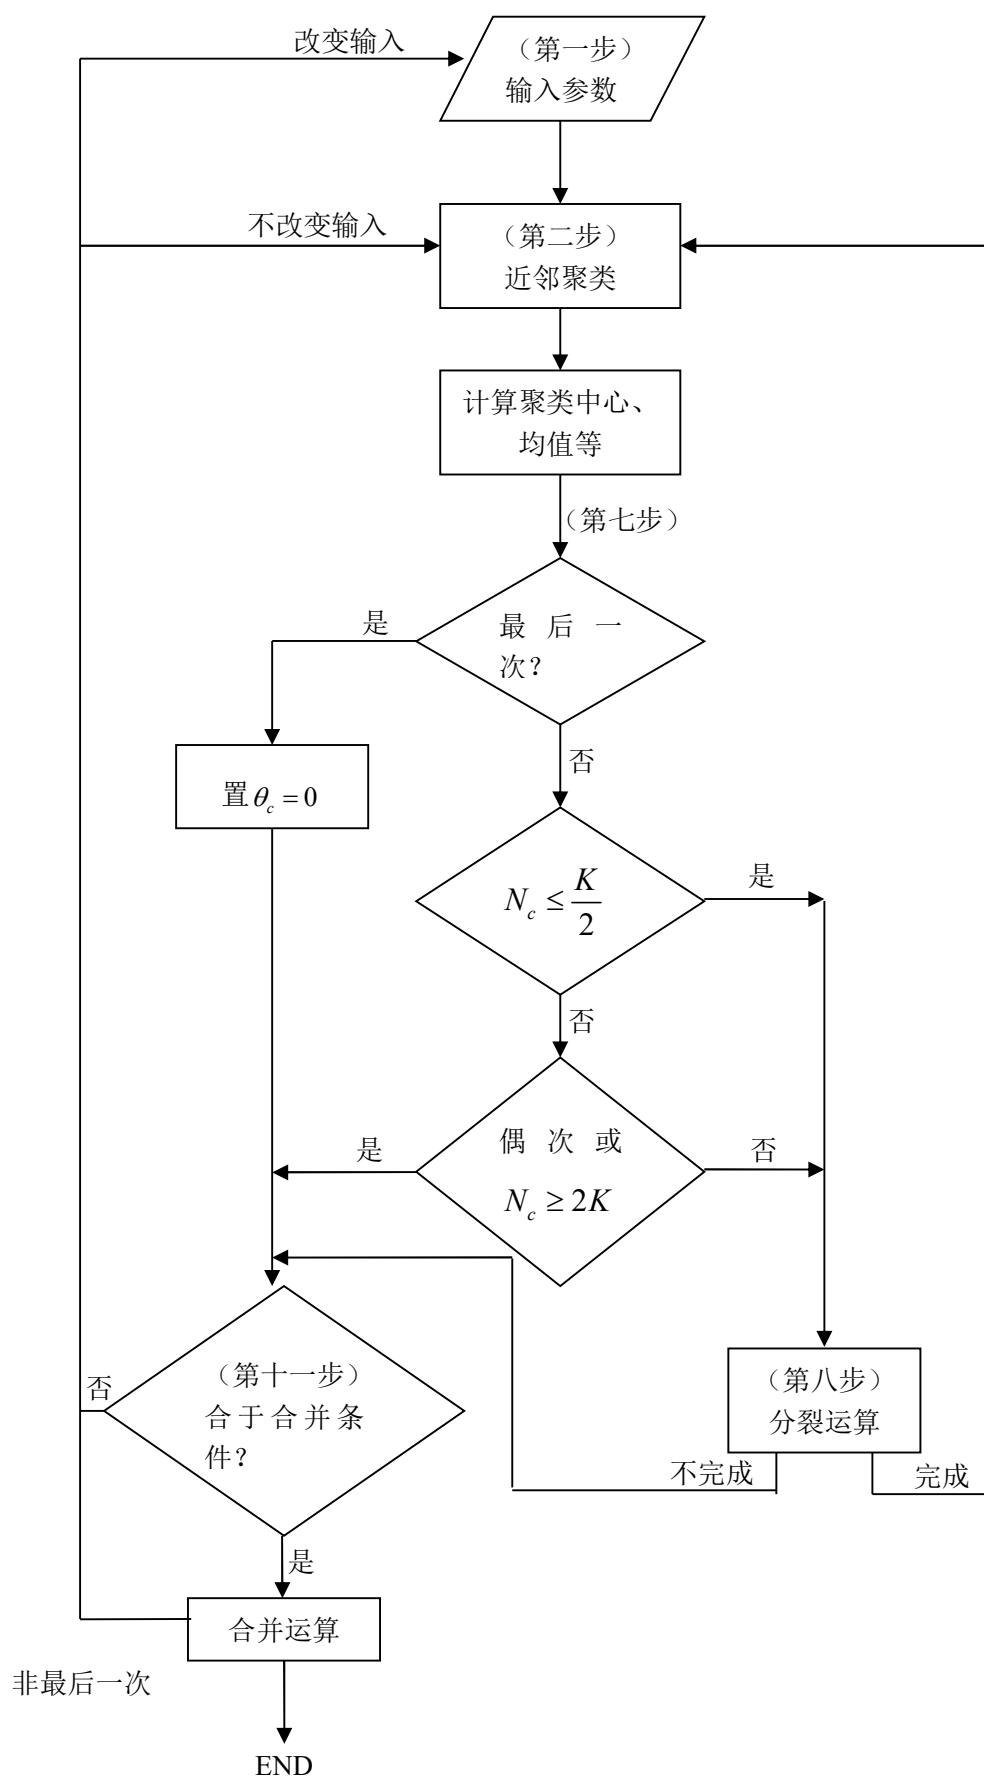 改变输入
（第一步）
输入参数
不改变输入
（第二步）
近邻聚类
计算聚类中心、
均值等
（第七步）
是
最后一
次？
否
置θc=0
Nc≤K/2
是
否
偶次或
Nc≥2K
是
否
（第十一步）
合于合并条
件？
否
（第八步）
分裂运算
不完成
完成
是
合并运算
非最后一次
END